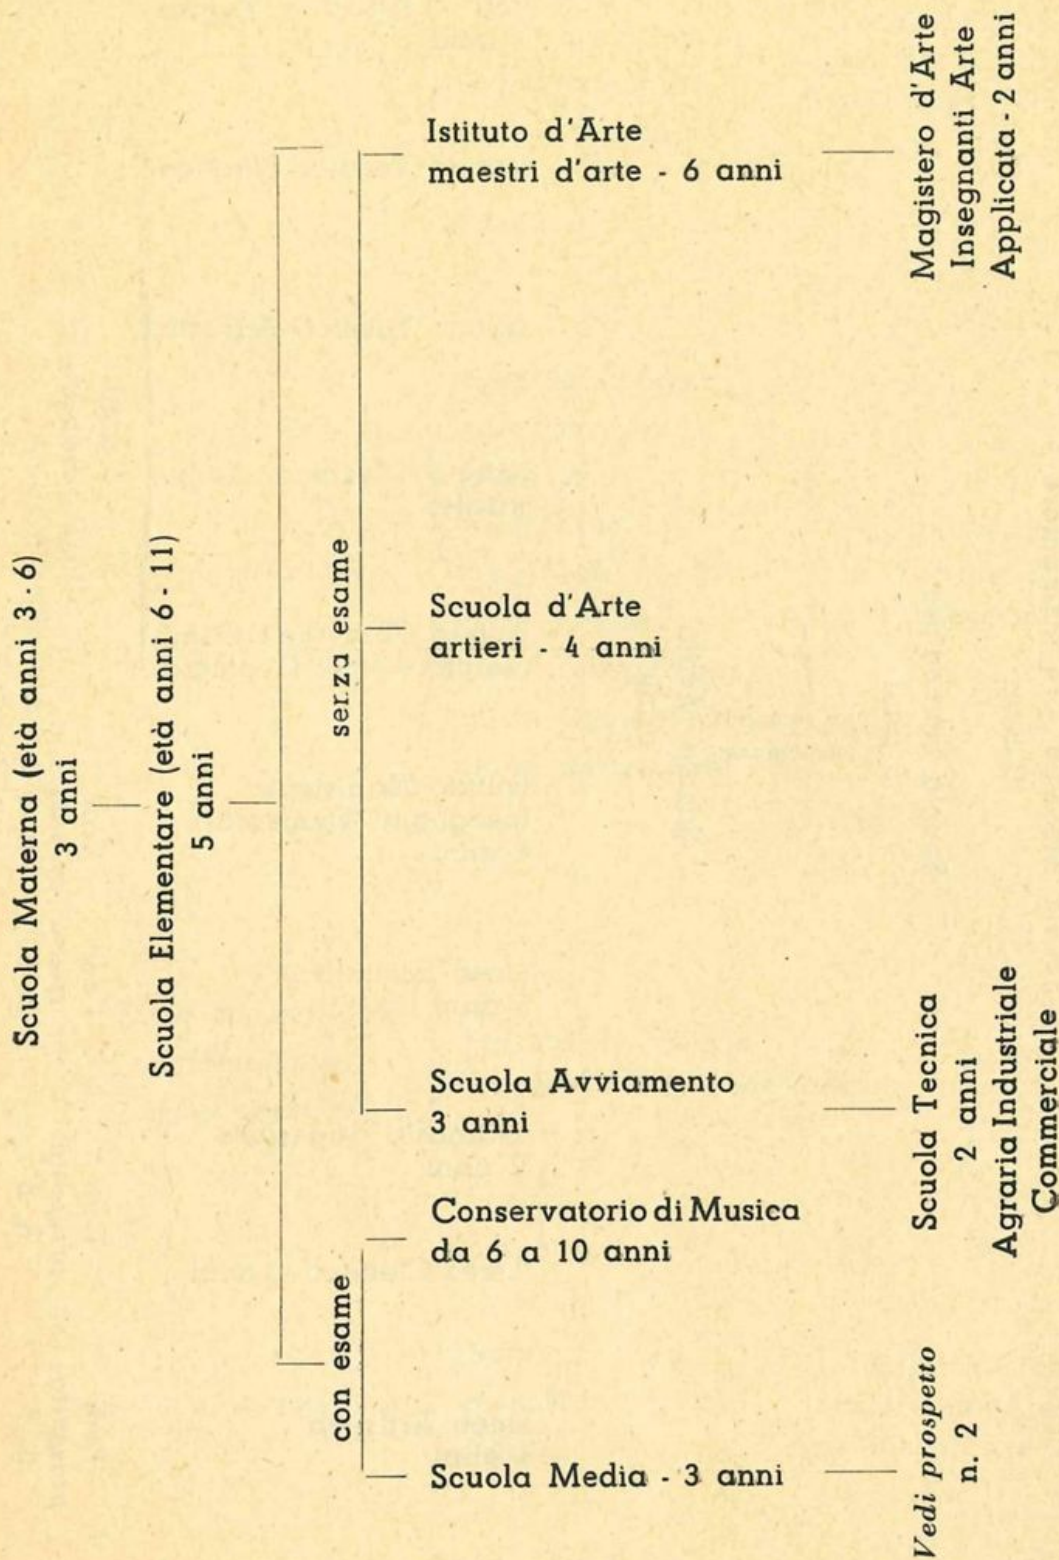 Scuola Materna (età anni 3 - 6)
3 anni
Scuola Elementare (età anni 6 - 11)
5 anni
con esame
senza esame
Scuola Media - 3 anni
Conservatorio di Musica
da 6 a 10 anni
Scuola Avviamento
3 anni
Scuola d'Arte
artieri - 4 anni
Istituto d'Arte
maestri d'arte - 6 anni
Vedi prospetto
n. 2
Scuola Tecnica
2 anni
Agraria Industriale
Commerciale
Magistero d'Arte
Insegnanti Arte
Applicata - 2 anni